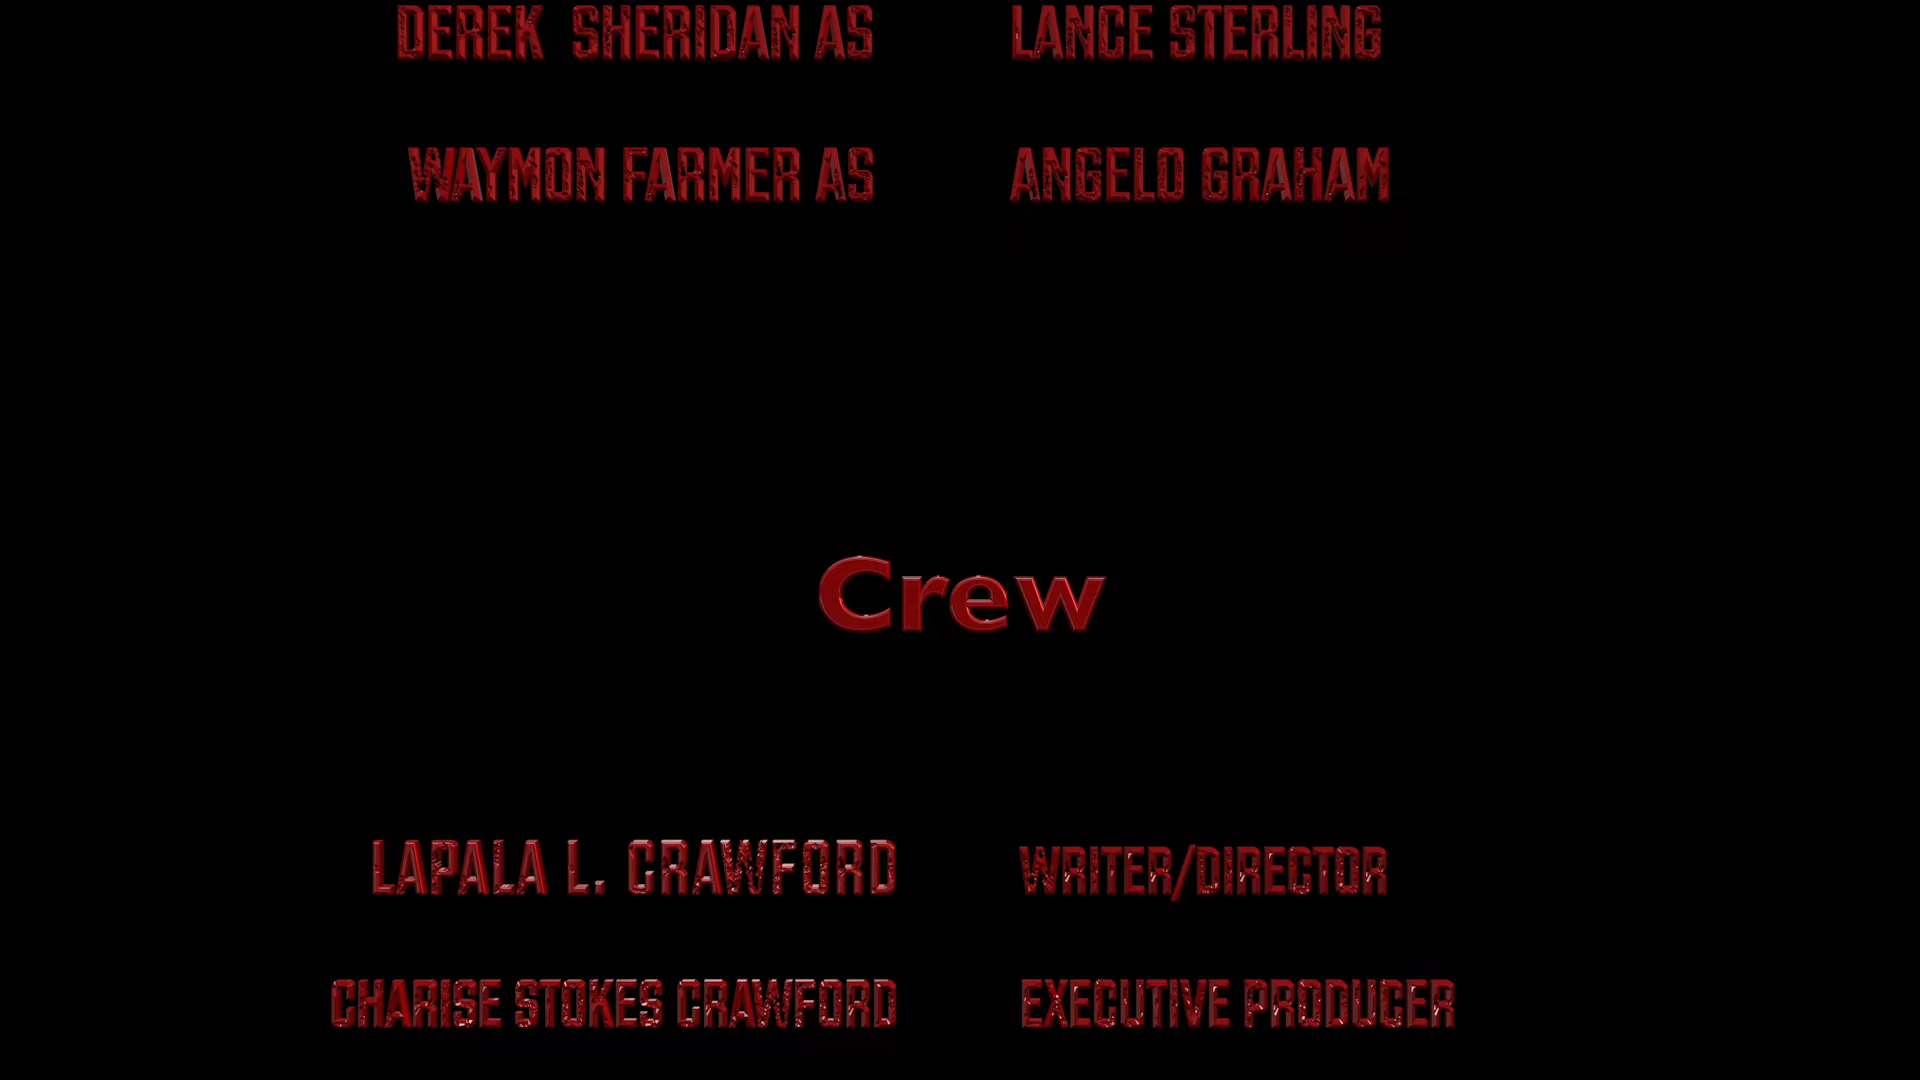 DEREK SHERIDAN AS LANCE STERLING
WAYMON FARMER AS ANGELO GRAHAM
Crew
LAPALA L. CRAWFORD WRITER/DIRECTOR
CHARISE STOKES CRAWFORD EXECUTIVE PRODUCER